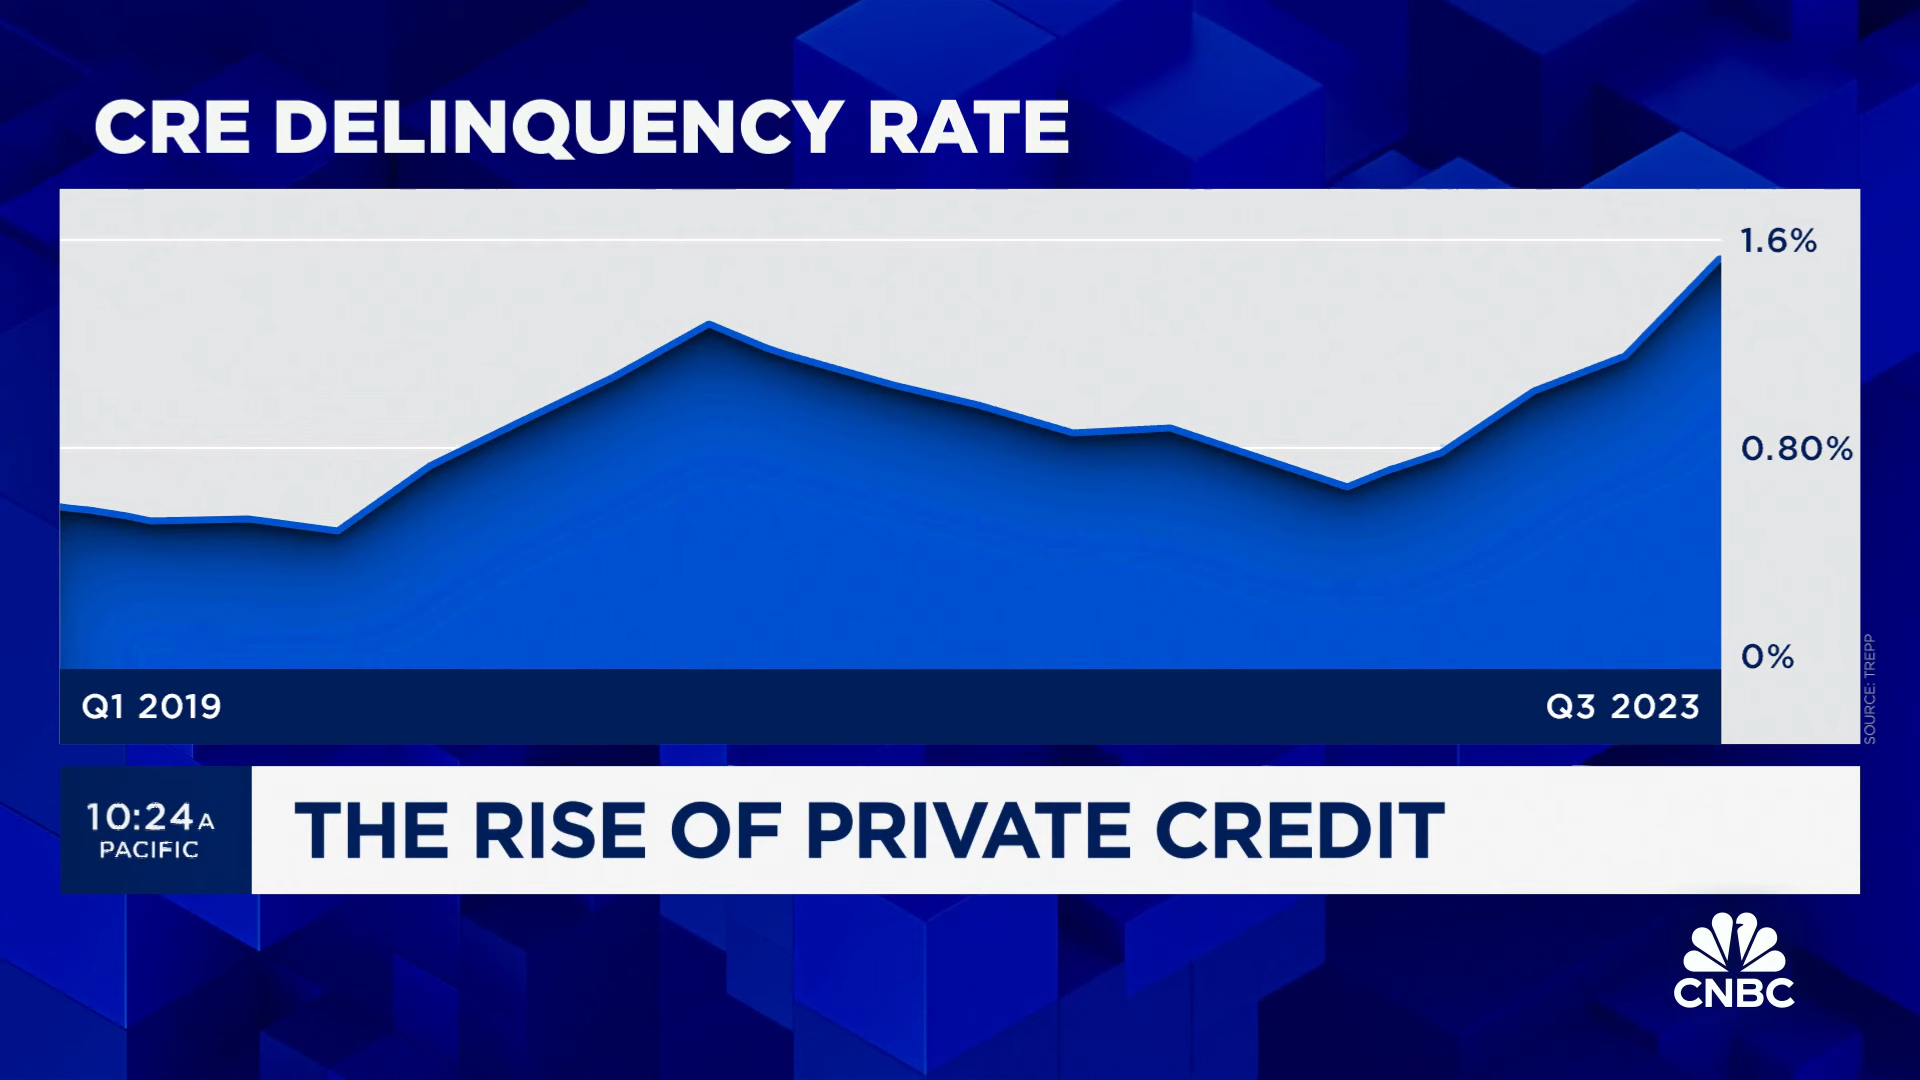 CRE DELINQUENCY RATE
1.6%
0.80%
0%
Q1 2019
Q3 2023
SOURCE: TREPP
10:24A
PACIFIC
THE RISE OF PRIVATE CREDIT
CNBC